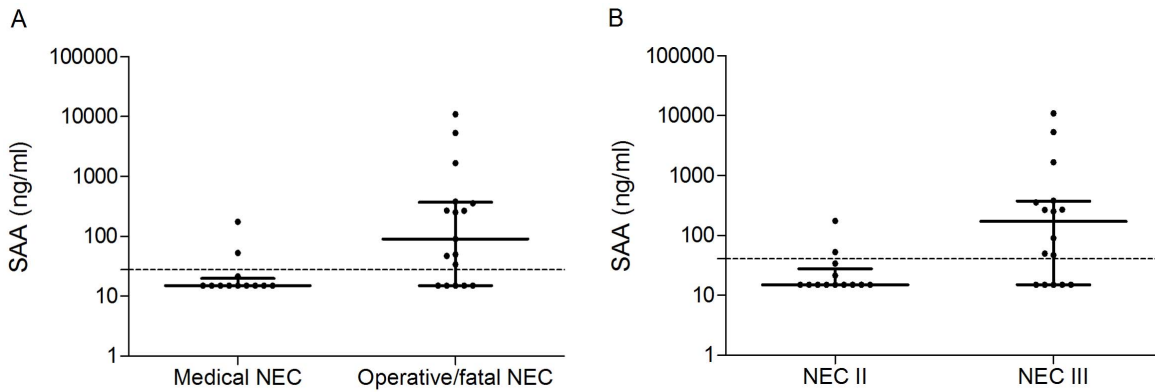 A
SAA (ng/ml)
100000
10000
1000
100
10
1
Medical NEC
Operative/fatal NEC
B
SAA (ng/ml)
100000
10000
1000
100
10
1
NEC II
NEC III